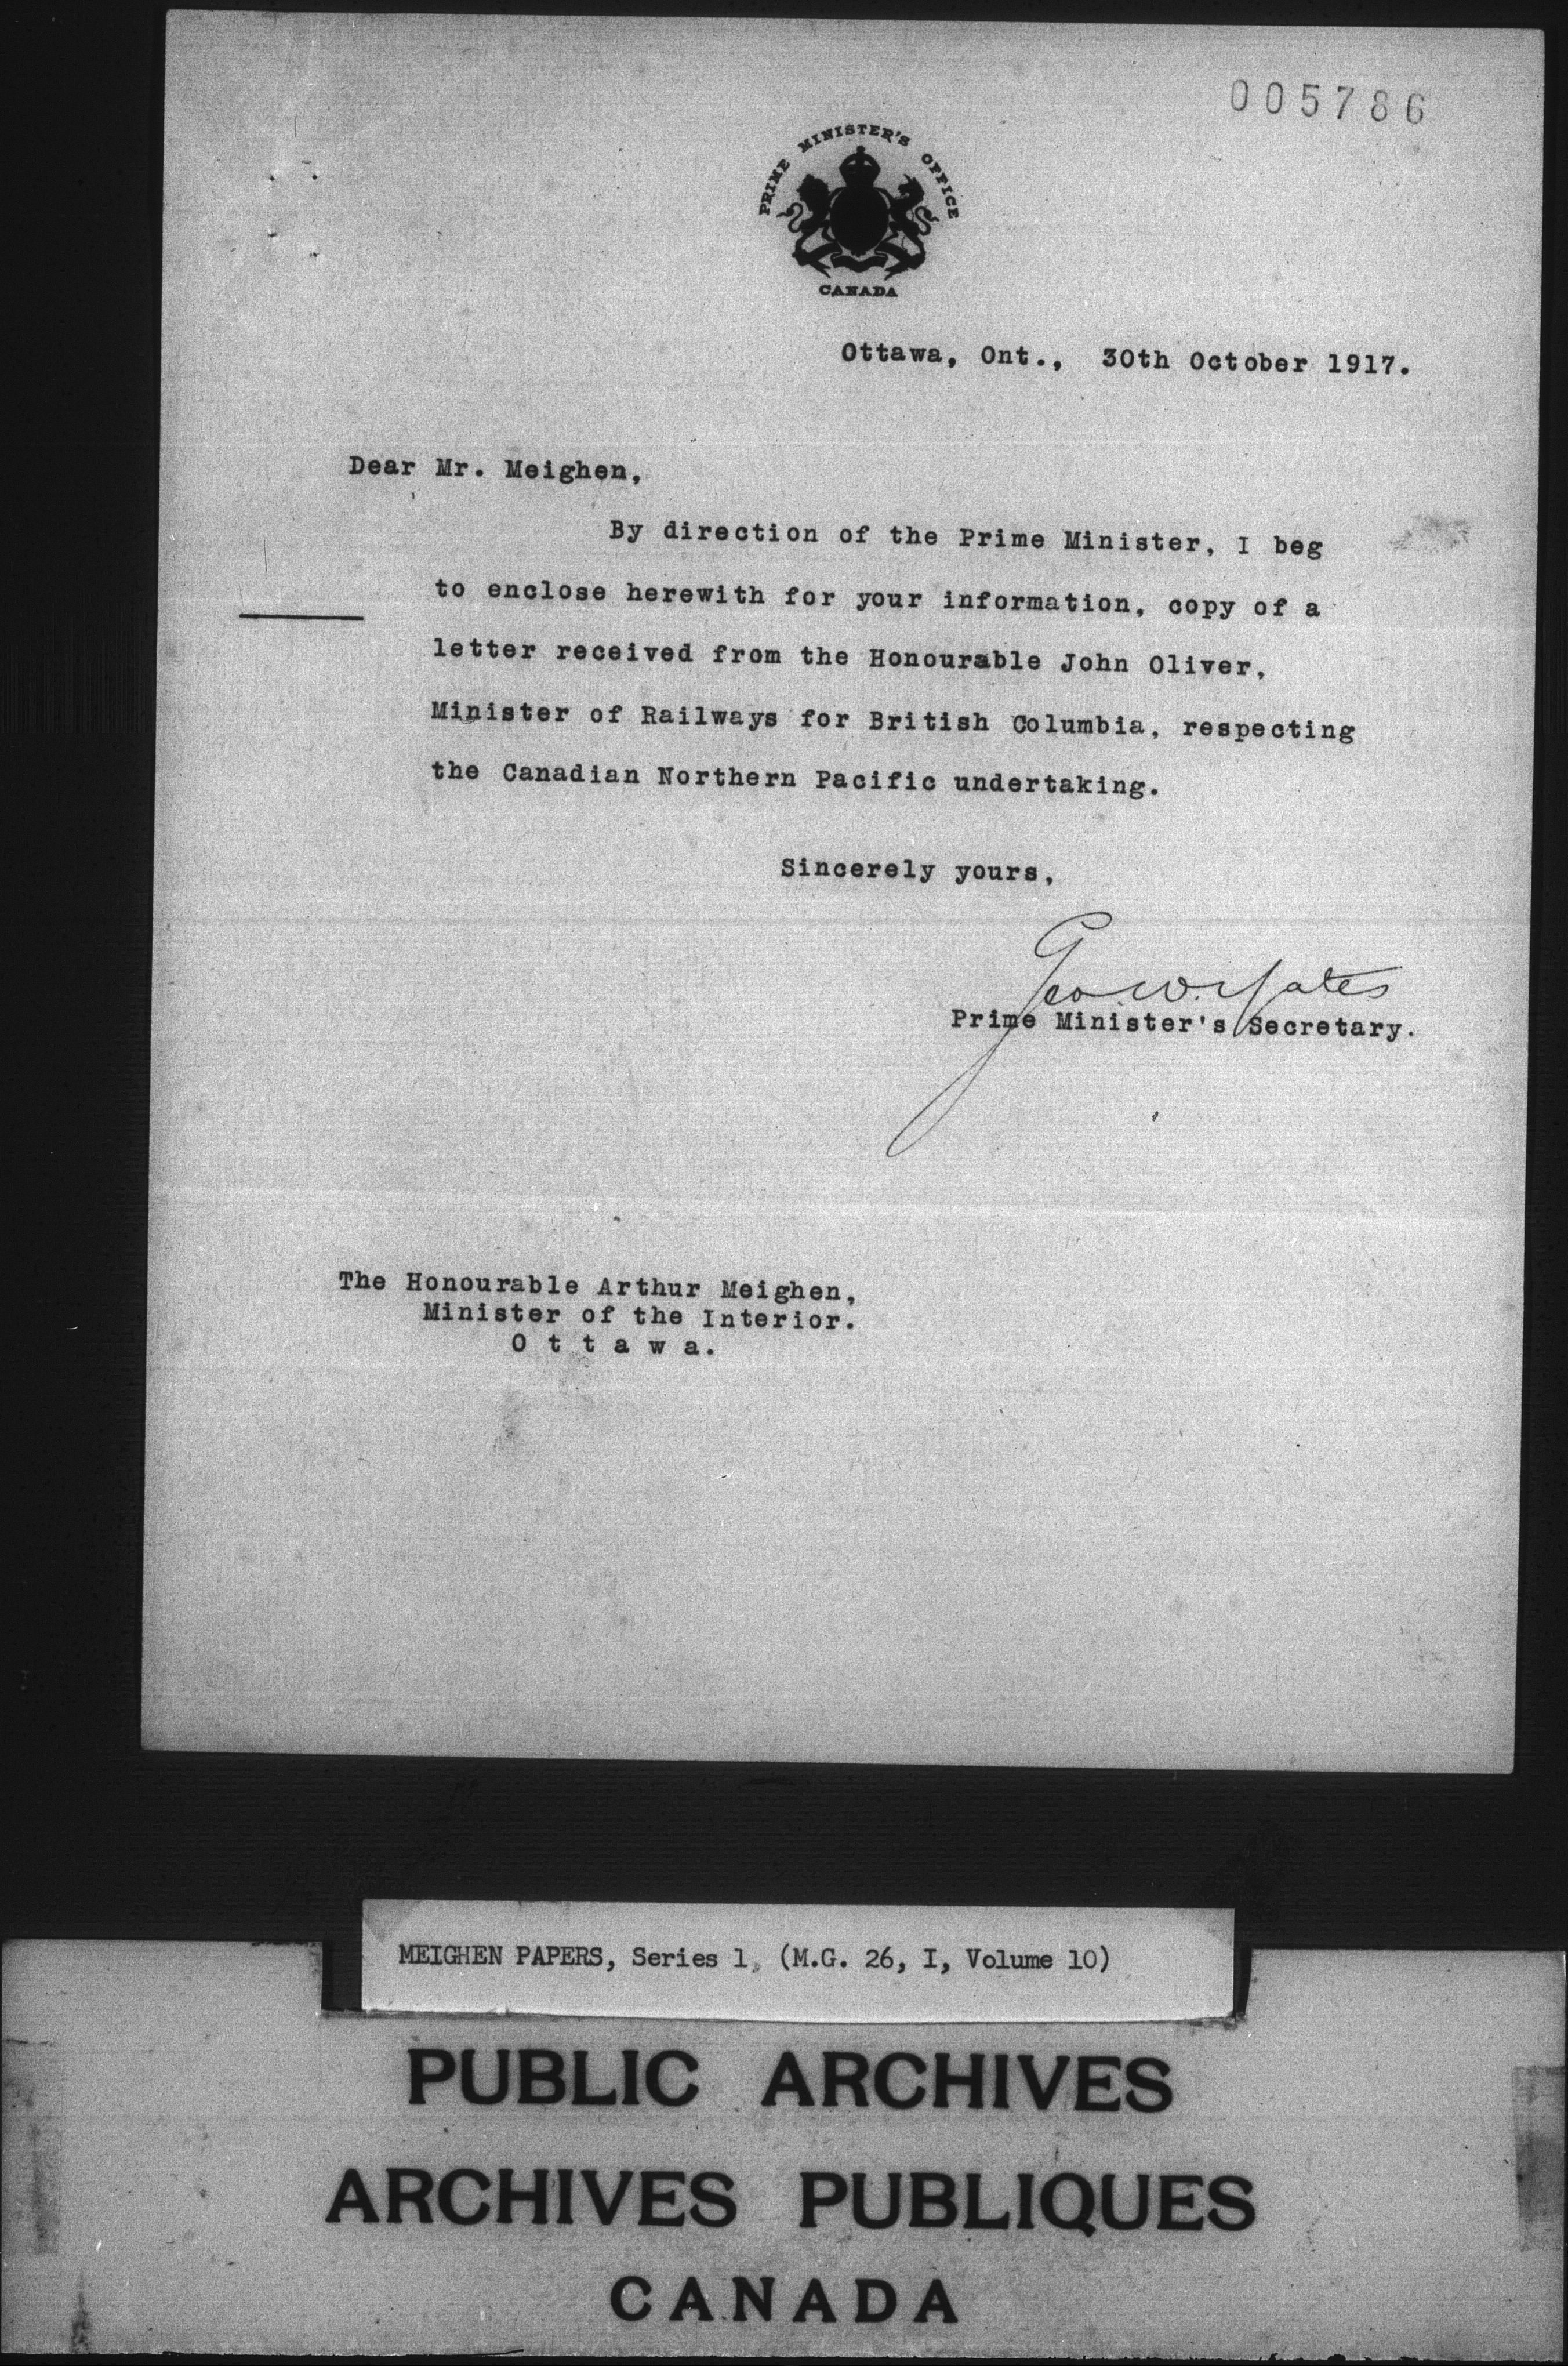 005786
PRIME MINISTER'S OFFICE
CANADA
Ottawa, Ont., 30th October 1917.
Dear Mr. Meighen,
By direction of the Prime Minister, I beg
to enclose herewith for your information, copy of a
letter received from the Honourable John Oliver,
Minister of Railways for British Columbia, respecting
the Canadian Northern Pacific undertaking.
Sincerely yours,
Geo. W. Yates
Prime Minister's Secretary.
The Honourable Arthur Meighen,
Minister of the Interior.
O t t a w a.
MEIGHEN PAPERS, Series 1, (M.G. 26, I, Volume 10)
PUBLIC ARCHIVES
ARCHIVES PUBLIQUES
CANADA